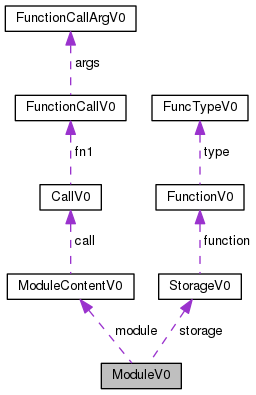 FunctionCallArgV0
args
FunctionCallV0 FuncTypeV0
fn1 type
CallV0 FunctionV0
call function
ModuleContentV0 StorageV0
module storage
ModuleV0